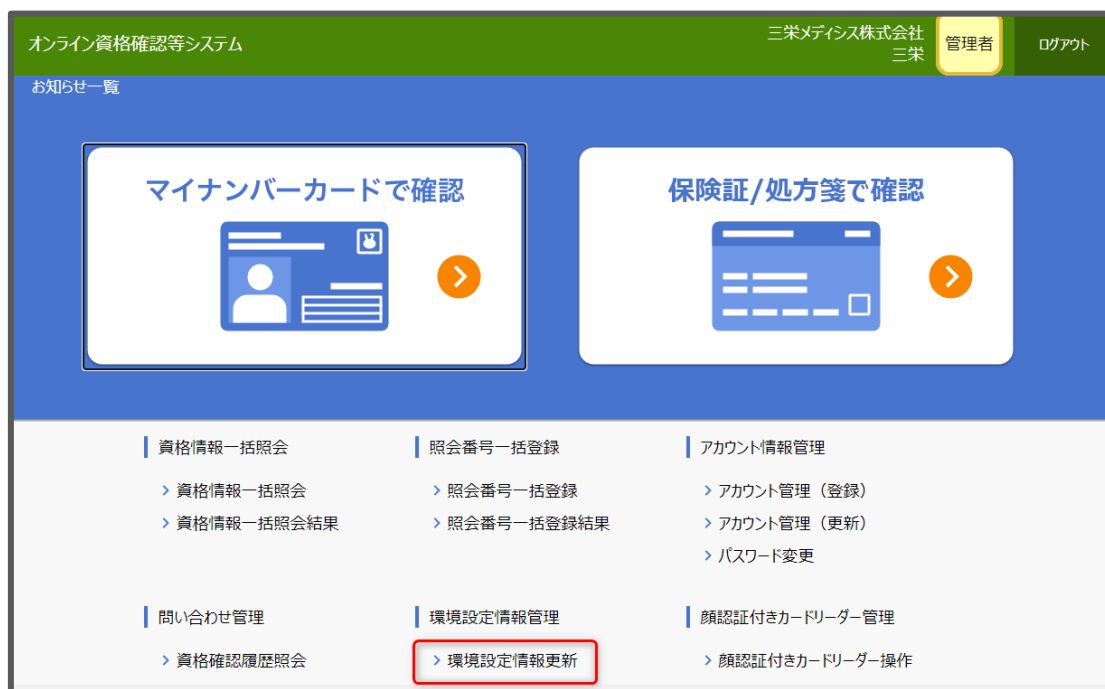 オンライン資格確認等システム
三栄メディシス株式会社
三栄
管理者
ログアウト
お知らせ一覧
マイナンバーカードで確認
保険証/処方箋で確認
資格情報一括照会
資格情報一括照会
資格情報一括照会結果
照会番号一括登録
照会番号一括登録
照会番号一括登録結果
アカウント情報管理
アカウント管理（登録）
アカウント管理（更新）
パスワード変更
問い合わせ管理
資格確認履歴照会
環境設定情報管理
環境設定情報更新
顔認証付きカードリーダー管理
顔認証付きカードリーダー操作